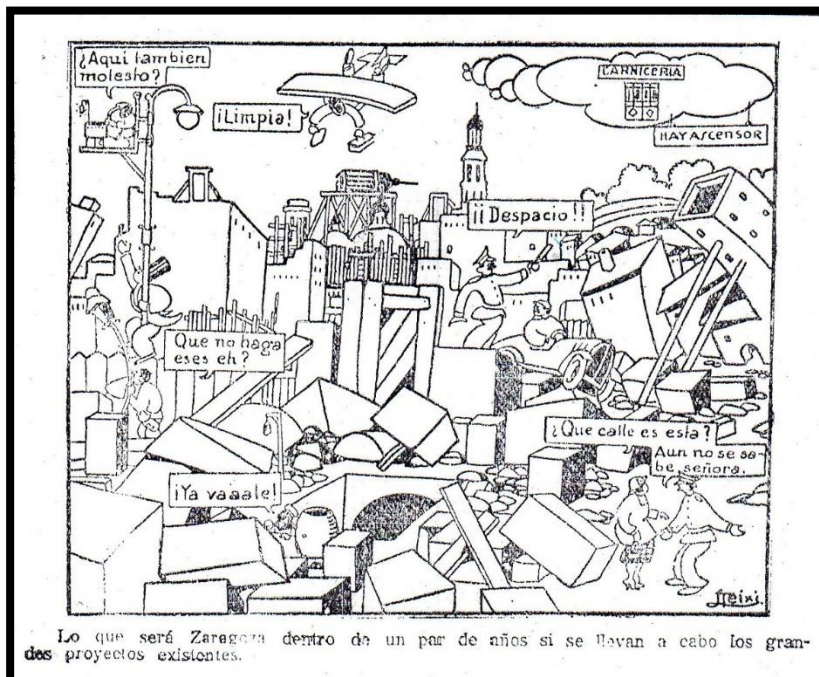 ¿Aquí tambien
molesto?
¡Limpia!
CARNICERIA
HAY ASCENSOR
¡¡Despacio!!
Que no haga
eses eh?
¿Que calle es esta?
Aun no se sa-
be señora.
¡Ya vaaale!
Lo que será Zaragoza dentro de un par de años si se llevan a cabo los gran-
des proyectos existentes.